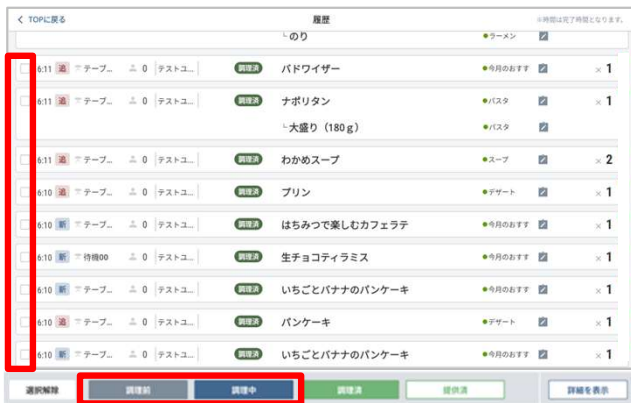 TOPに戻る 履歴 ※時間は完了時間となります。
└のり ラーメン
6:11 追 テーブ... 0 テストユ... 調理済 バドワイザー 今月のおすす × 1
6:11 追 テーブ... 0 テストユ... 調理済 ナポリタン パスタ × 1
└大盛り（180g） パスタ
6:11 追 テーブ... 0 テストユ... 調理済 わかめスープ スープ × 2
6:10 追 テーブ... 0 テストユ... 調理済 プリン デザート × 1
6:10 新 テーブ... 0 テストユ... 調理済 はちみつで楽しむカフェラテ 今月のおすす × 1
6:10 新 待機00 0 テストユ... 調理済 生チョコティラミス 今月のおすす × 1
6:10 新 テーブ... 0 テストユ... 調理済 いちごとバナナのパンケーキ 今月のおすす × 1
6:10 追 テーブ... 0 テストユ... 調理済 パンケーキ デザート × 1
6:10 新 テーブ... 0 テストユ... 調理済 いちごとバナナのパンケーキ 今月のおすす × 1
選択解除 調理前 調理中 調理済 提供済 詳細を表示